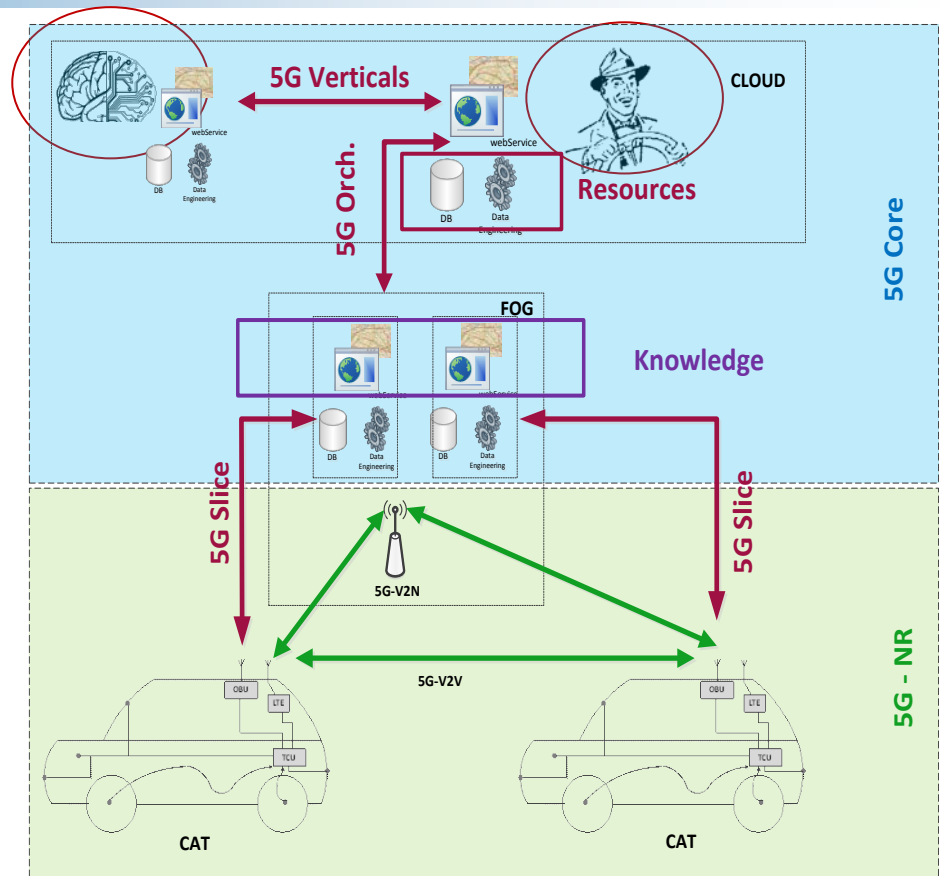 5G Verticals
CLOUD
webService
webService
DB
Data
Engineering
5G Orch.
DB
Data
Engineering
Resources
5G Core
FOG
Knowledge
webService
webService
DB
Data
Engineering
DB
Data
Engineering
5G Slice
5G Slice
5G-V2N
5G - NR
5G-V2V
OBU
LTE
TCU
OBU
LTE
TCU
CAT
CAT